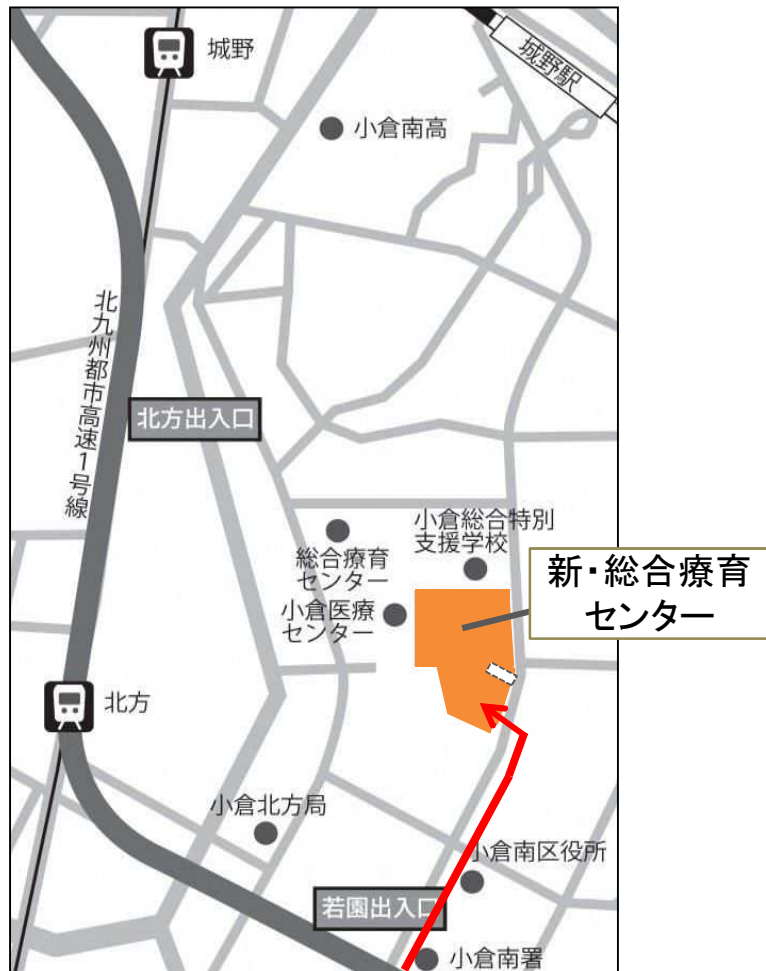 城野
城野駅
小倉南高
北九州都市高速1号線
北方出入口
小倉総合特別
支援学校
総合療育
センター
新・総合療育
センター
小倉医療
センター
北方
小倉北方局
小倉南区役所
若園出入口
小倉南署